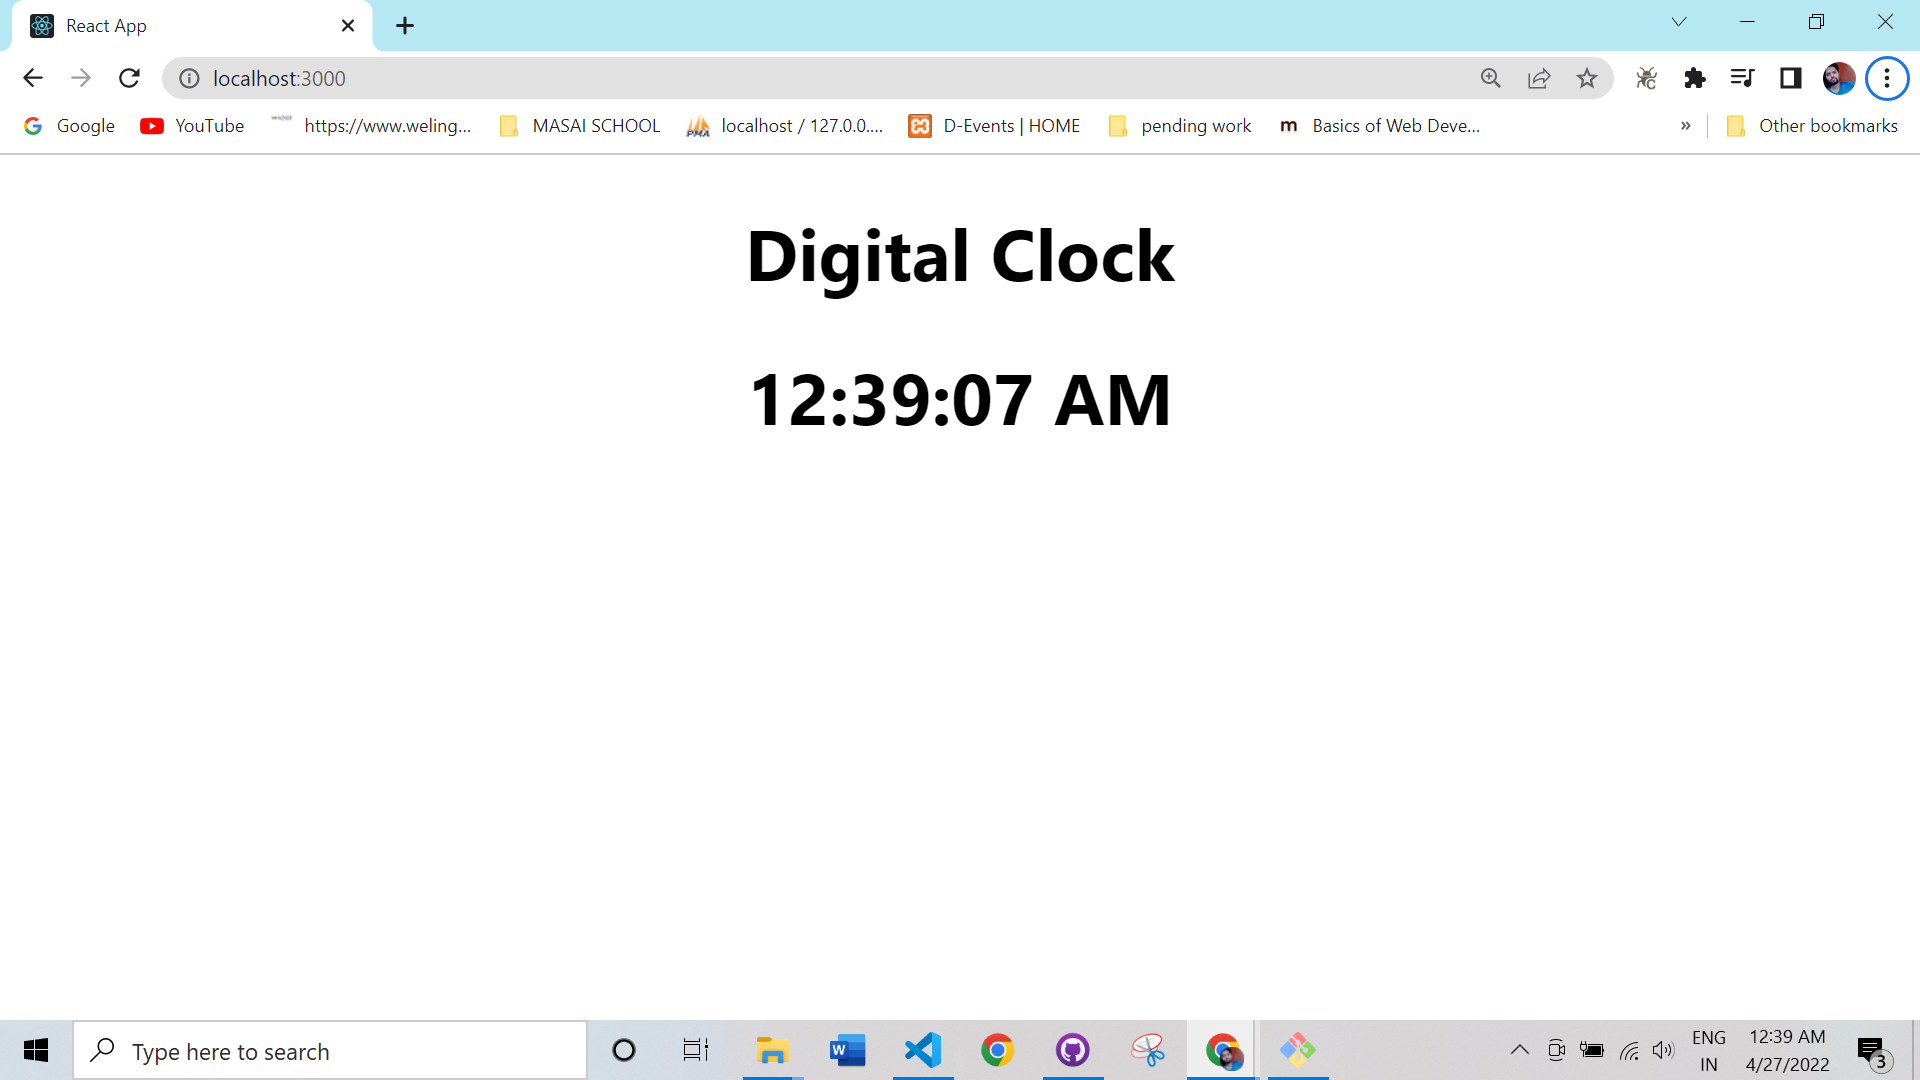 React App
localhost:3000
Google YouTube https://www.weling... MASAI SCHOOL localhost / 127.0.0.... D-Events | HOME pending work m Basics of Web Deve... » Other bookmarks
Digital Clock
12:39:07 AM
Type here to search
ENG
IN
12:39 AM
4/27/2022
3